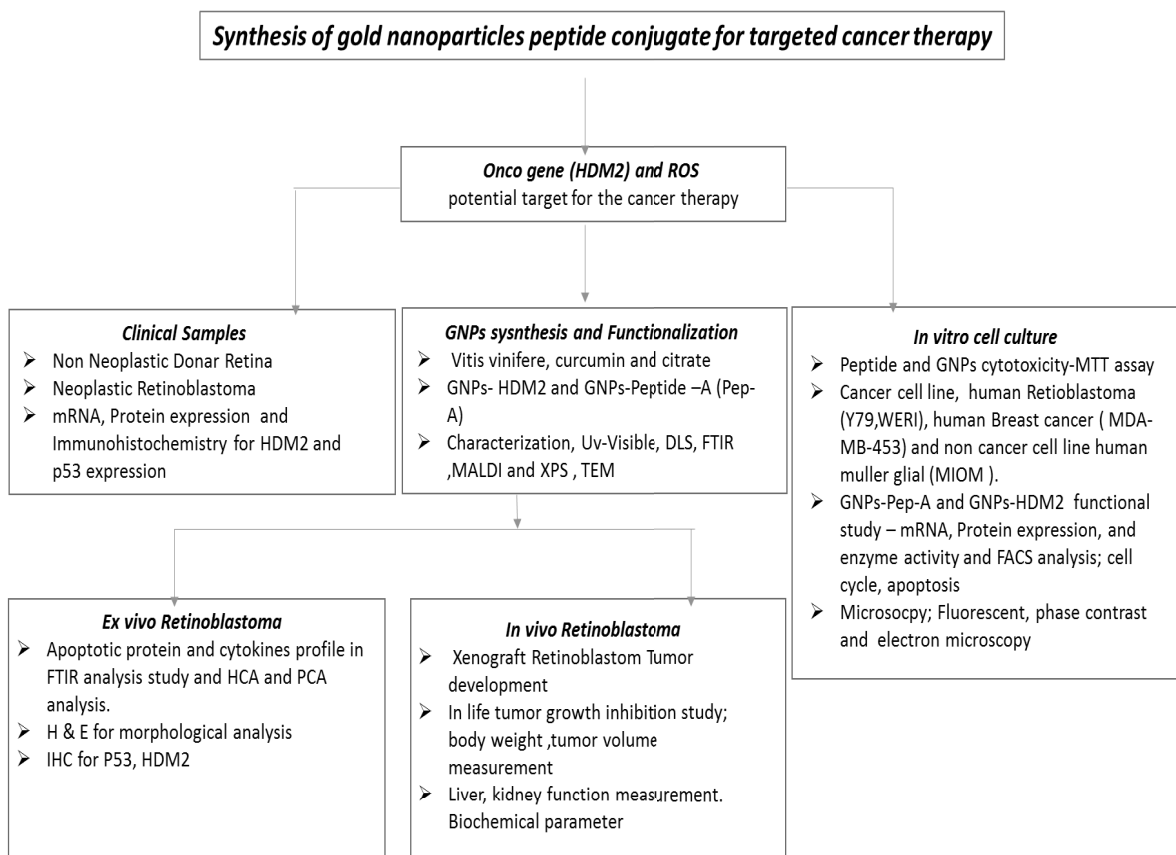 Synthesis of gold nanoparticles peptide conjugate for targeted cancer therapy
Onco gene (HDM2) and ROS
potential target for the cancer therapy
Clinical Samples
➢ Non Neoplastic Donar Retina
➢ Neoplastic Retinoblastoma
➢ mRNA, Protein expression and
Immunohistochemistry for HDM2 and
p53 expression
GNPs sysnthesis and Functionalization
➢ Vitis vinifere, curcumin and citrate
➢ GNPs- HDM2 and GNPs-Peptide –A (Pep-
A)
➢ Characterization, Uv-Visible, DLS, FTIR
,MALDI and XPS , TEM
In vitro cell culture
➢ Peptide and GNPs cytotoxicity-MTT assay
➢ Cancer cell line, human Retioblastoma
(Y79,WERI), human Breast cancer ( MDA-
MB-453) and non cancer cell line human
muller glial (MIOM ).
➢ GNPs-Pep-A and GNPs-HDM2 functional
study – mRNA, Protein expression, and
enzyme activity and FACS analysis; cell
cycle, apoptosis
➢ Microsocpy; Fluorescent, phase contrast
and electron microscopy
Ex vivo Retinoblastoma
➢ Apoptotic protein and cytokines profile in
FTIR analysis study and HCA and PCA
analysis.
➢ H & E for morphological analysis
➢ IHC for P53, HDM2
In vivo Retinoblastoma
➢ Xenograft Retinoblastom Tumor
development
➢ In life tumor growth inhibition study;
body weight ,tumor volume
measurement
➢ Liver, kidney function measurement.
Biochemical parameter